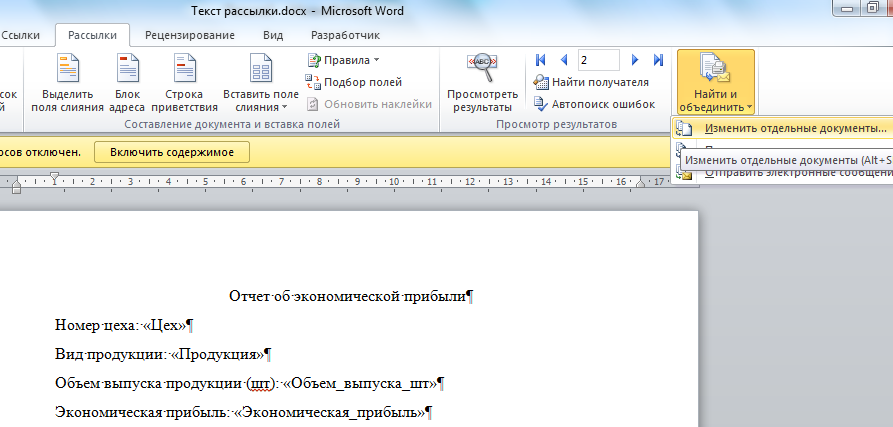 Текст рассылки.docx - Microsoft Word
Ссылки Рассылки Рецензирование Вид Разработчик
Выделить поля слияния
Блок адреса
Строка приветствия
Вставить поле слияния
Правила
Подбор полей
Обновить наклейки
Просмотреть результаты
2
Найти получателя
Автопоиск ошибок
Найти и объединить
Составление документа и вставка полей
Просмотр результатов
Изменить отдельные документы...
Изменить отдельные документы (Alt+S
Отправить электронные сообщени
отключен. Включить содержимое
1 1 2 3 4 5 6 7 8 9 10 11 12 13 14 15 16 17
Отчет·об·экономической·прибыли¶
Номер·цеха:·«Цех»¶
Вид·продукции:·«Продукция»¶
Объем·выпуска·продукции·(шт):·«Объем_выпуска_шт»¶
Экономическая·прибыль:·«Экономическая_прибыль»¶